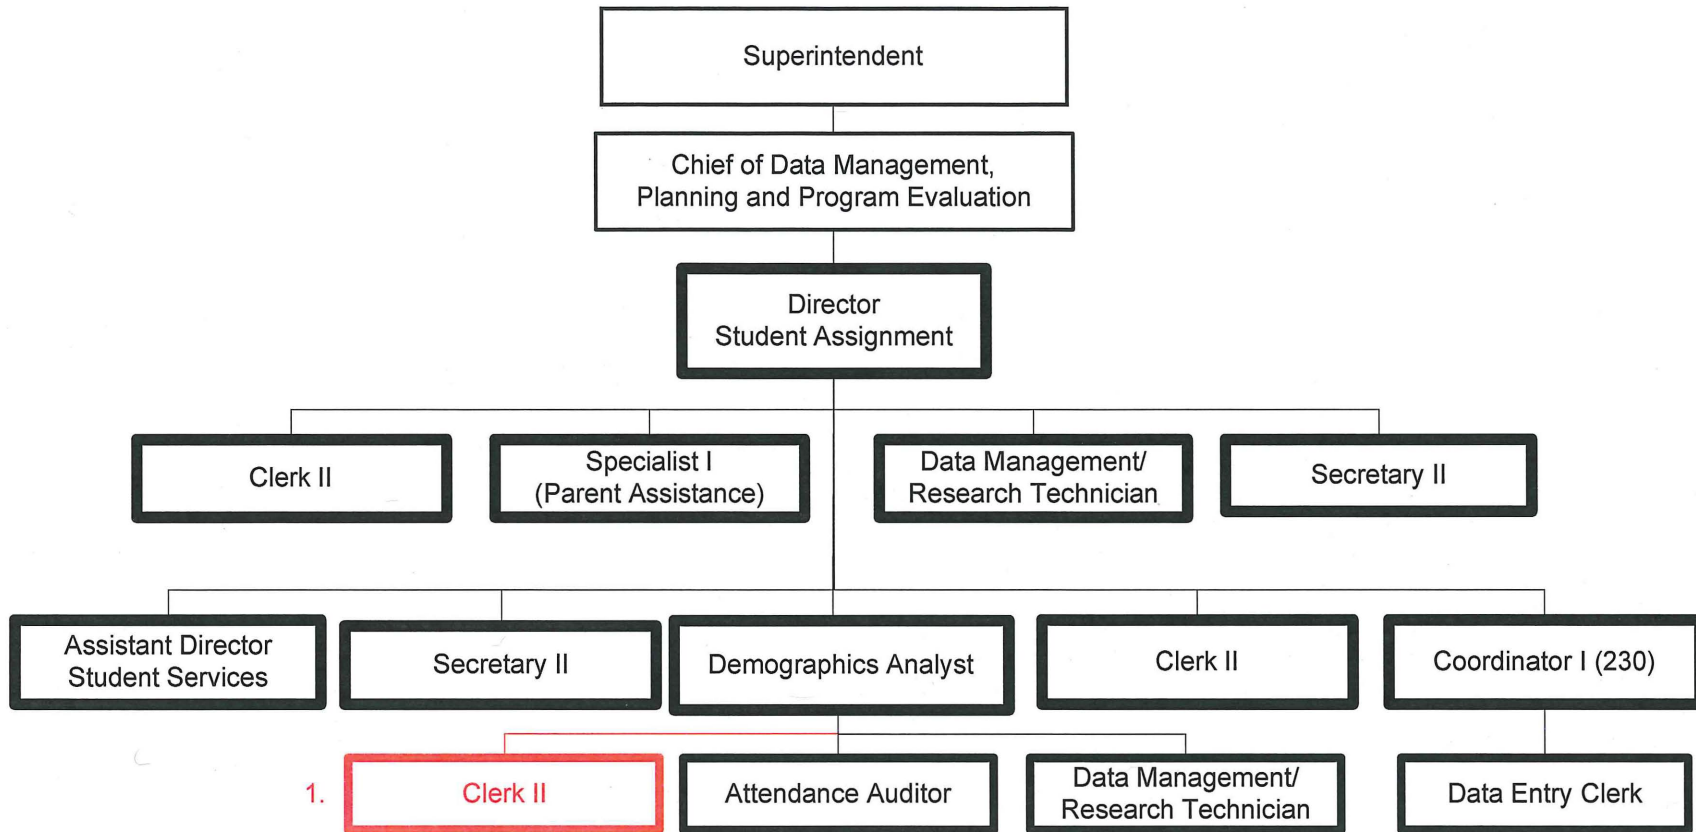 Superintendent
Chief of Data Management,
Planning and Program Evaluation
Director
Student Assignment
Clerk II
Specialist I
(Parent Assistance)
Data Management/
Research Technician
Secretary II
Assistant Director
Student Services
Secretary II
Demographics Analyst
Clerk II
Coordinator I (230)
1.
Clerk II
Attendance Auditor
Data Management/
Research Technician
Data Entry Clerk